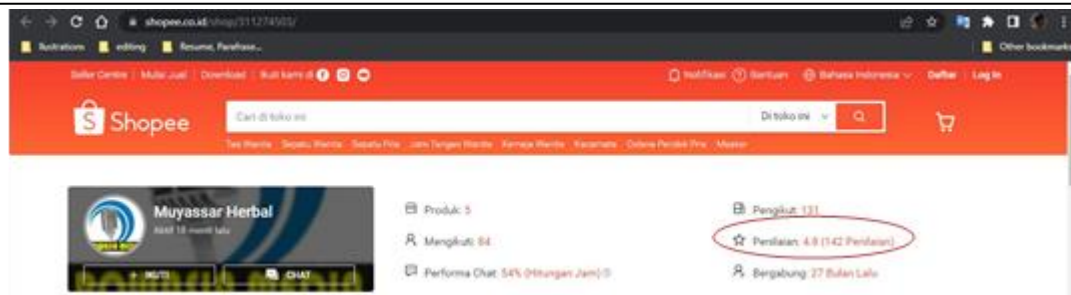 shopee.co.id/shop/311274503/
Ilustrations editing Resume, Parafrase... Other bookmarks
Seller Centre Mulai Jual Download Ikuti kami di Notifikasi Bantuan Bahasa Indonesia Daftar Log In
Shopee Cari di toko ini Di toko ini
Tas Wanita Sepatu Wanita Sepatu Pria Jam Tangan Wanita Kemeja Wanita Kacamata Celana Pendek Pria Masker
Muyassar Herbal
Aktif 18 menit lalu
+ IKUTI CHAT
Produk: 5
Mengikuti: 84
Performa Chat: 54% (Hitungan Jam)
Pengikut: 131
Penilaian: 4.8 (142 Penilaian)
Bergabung: 27 Bulan Lalu